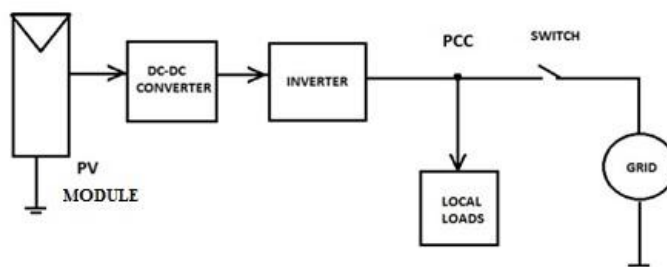 PV
MODULE
DC-DC
CONVERTER
INVERTER
PCC
SWITCH
LOCAL
LOADS
GRID